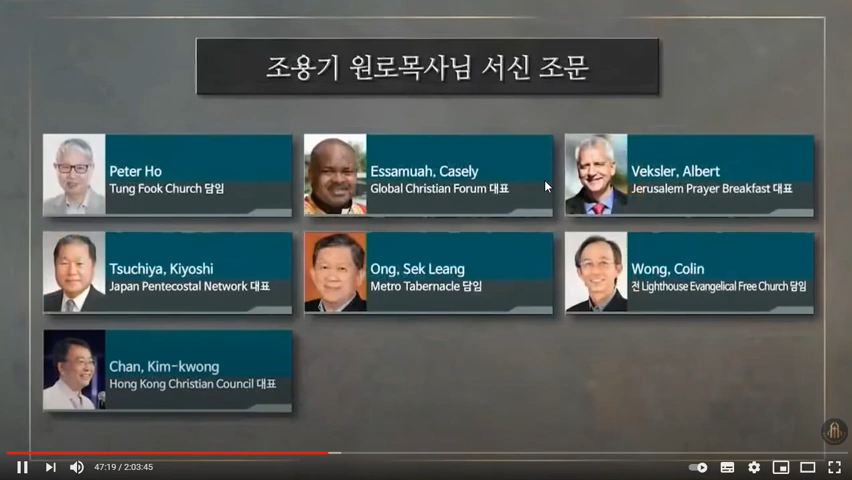 조용기 원로목사님 서신 조문
Peter Ho
Tung Fook Church 담임
Essamuah, Casely
Global Christian Forum 대표
Veksler, Albert
Jerusalem Prayer Breakfast 대표
Tsuchiya, Kiyoshi
Japan Pentecostal Network 대표
Ong, Sek Leang
Metro Tabernacle 담임
Wong, Colin
전 Lighthouse Evangelical Free Church 담임
Chan, Kim-kwong
Hong Kong Christian Council 대표
47:19 / 2:03:45